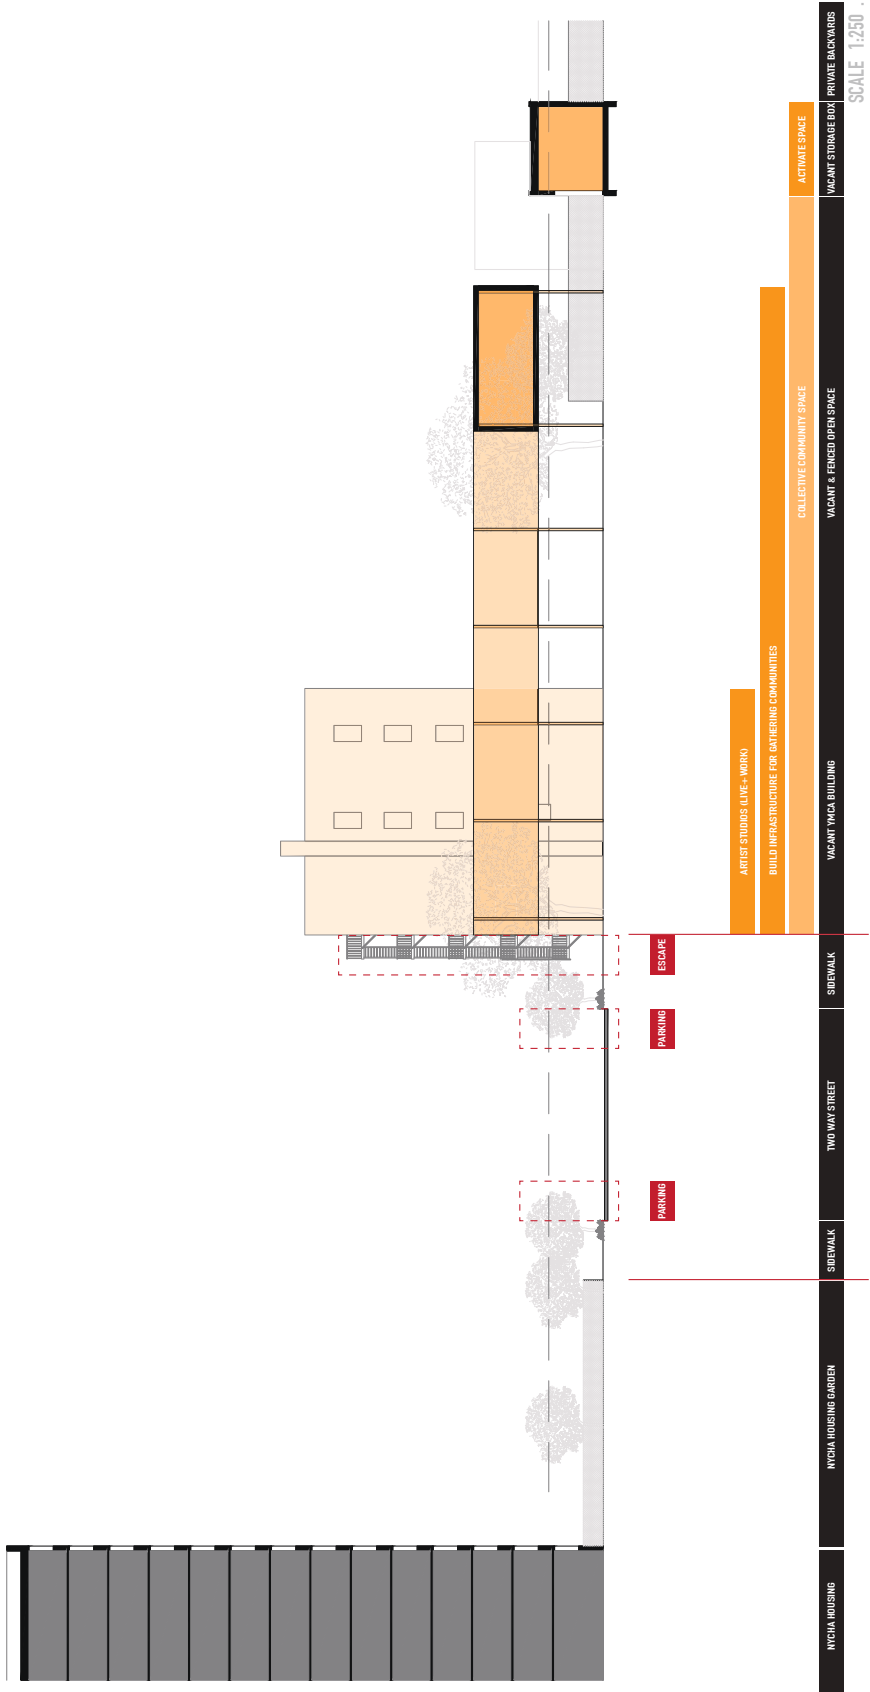 NYCHA HOUSING
NYCHA HOUSING GARDEN
SIDEWALK
TWO WAY STREET
SIDEWALK
VACANT YMCA BUILDING
VACANT & FENCED OPEN SPACE
VACANT STORAGE BOX
PRIVATE BACKYARDS
PARKING
PARKING
ESCAPE
ARTIST STUDIOS (LIVE + WORK)
BUILD INFRASTRUCTURE FOR GATHERING COMMUNITIES
COLLECTIVE COMMUNITY SPACE
ACTIVATE SPACE
SCALE 1:250 .